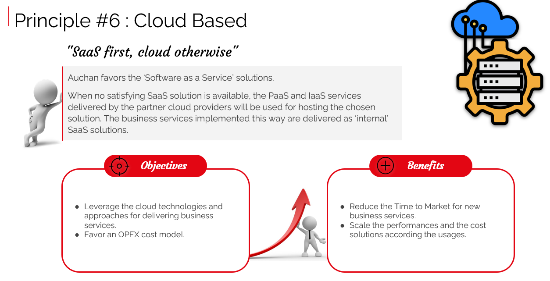 Principle #6 : Cloud Based
"SaaS first, cloud otherwise"
Auchan favors the 'Software as a Service' solutions.
When no satisfying SaaS solution is available, the PaaS and IaaS services
delivered by the partner cloud providers will be used for hosting the chosen
solution. The business services implemented this way are delivered as 'internal'
SaaS solutions.
Objectives
● Leverage the cloud technologies and
approaches for delivering business
services.
● Favor an OPEX cost model.
Benefits
● Reduce the Time to Market for new
business services
● Scale the performances and the cost
solutions according the usages.